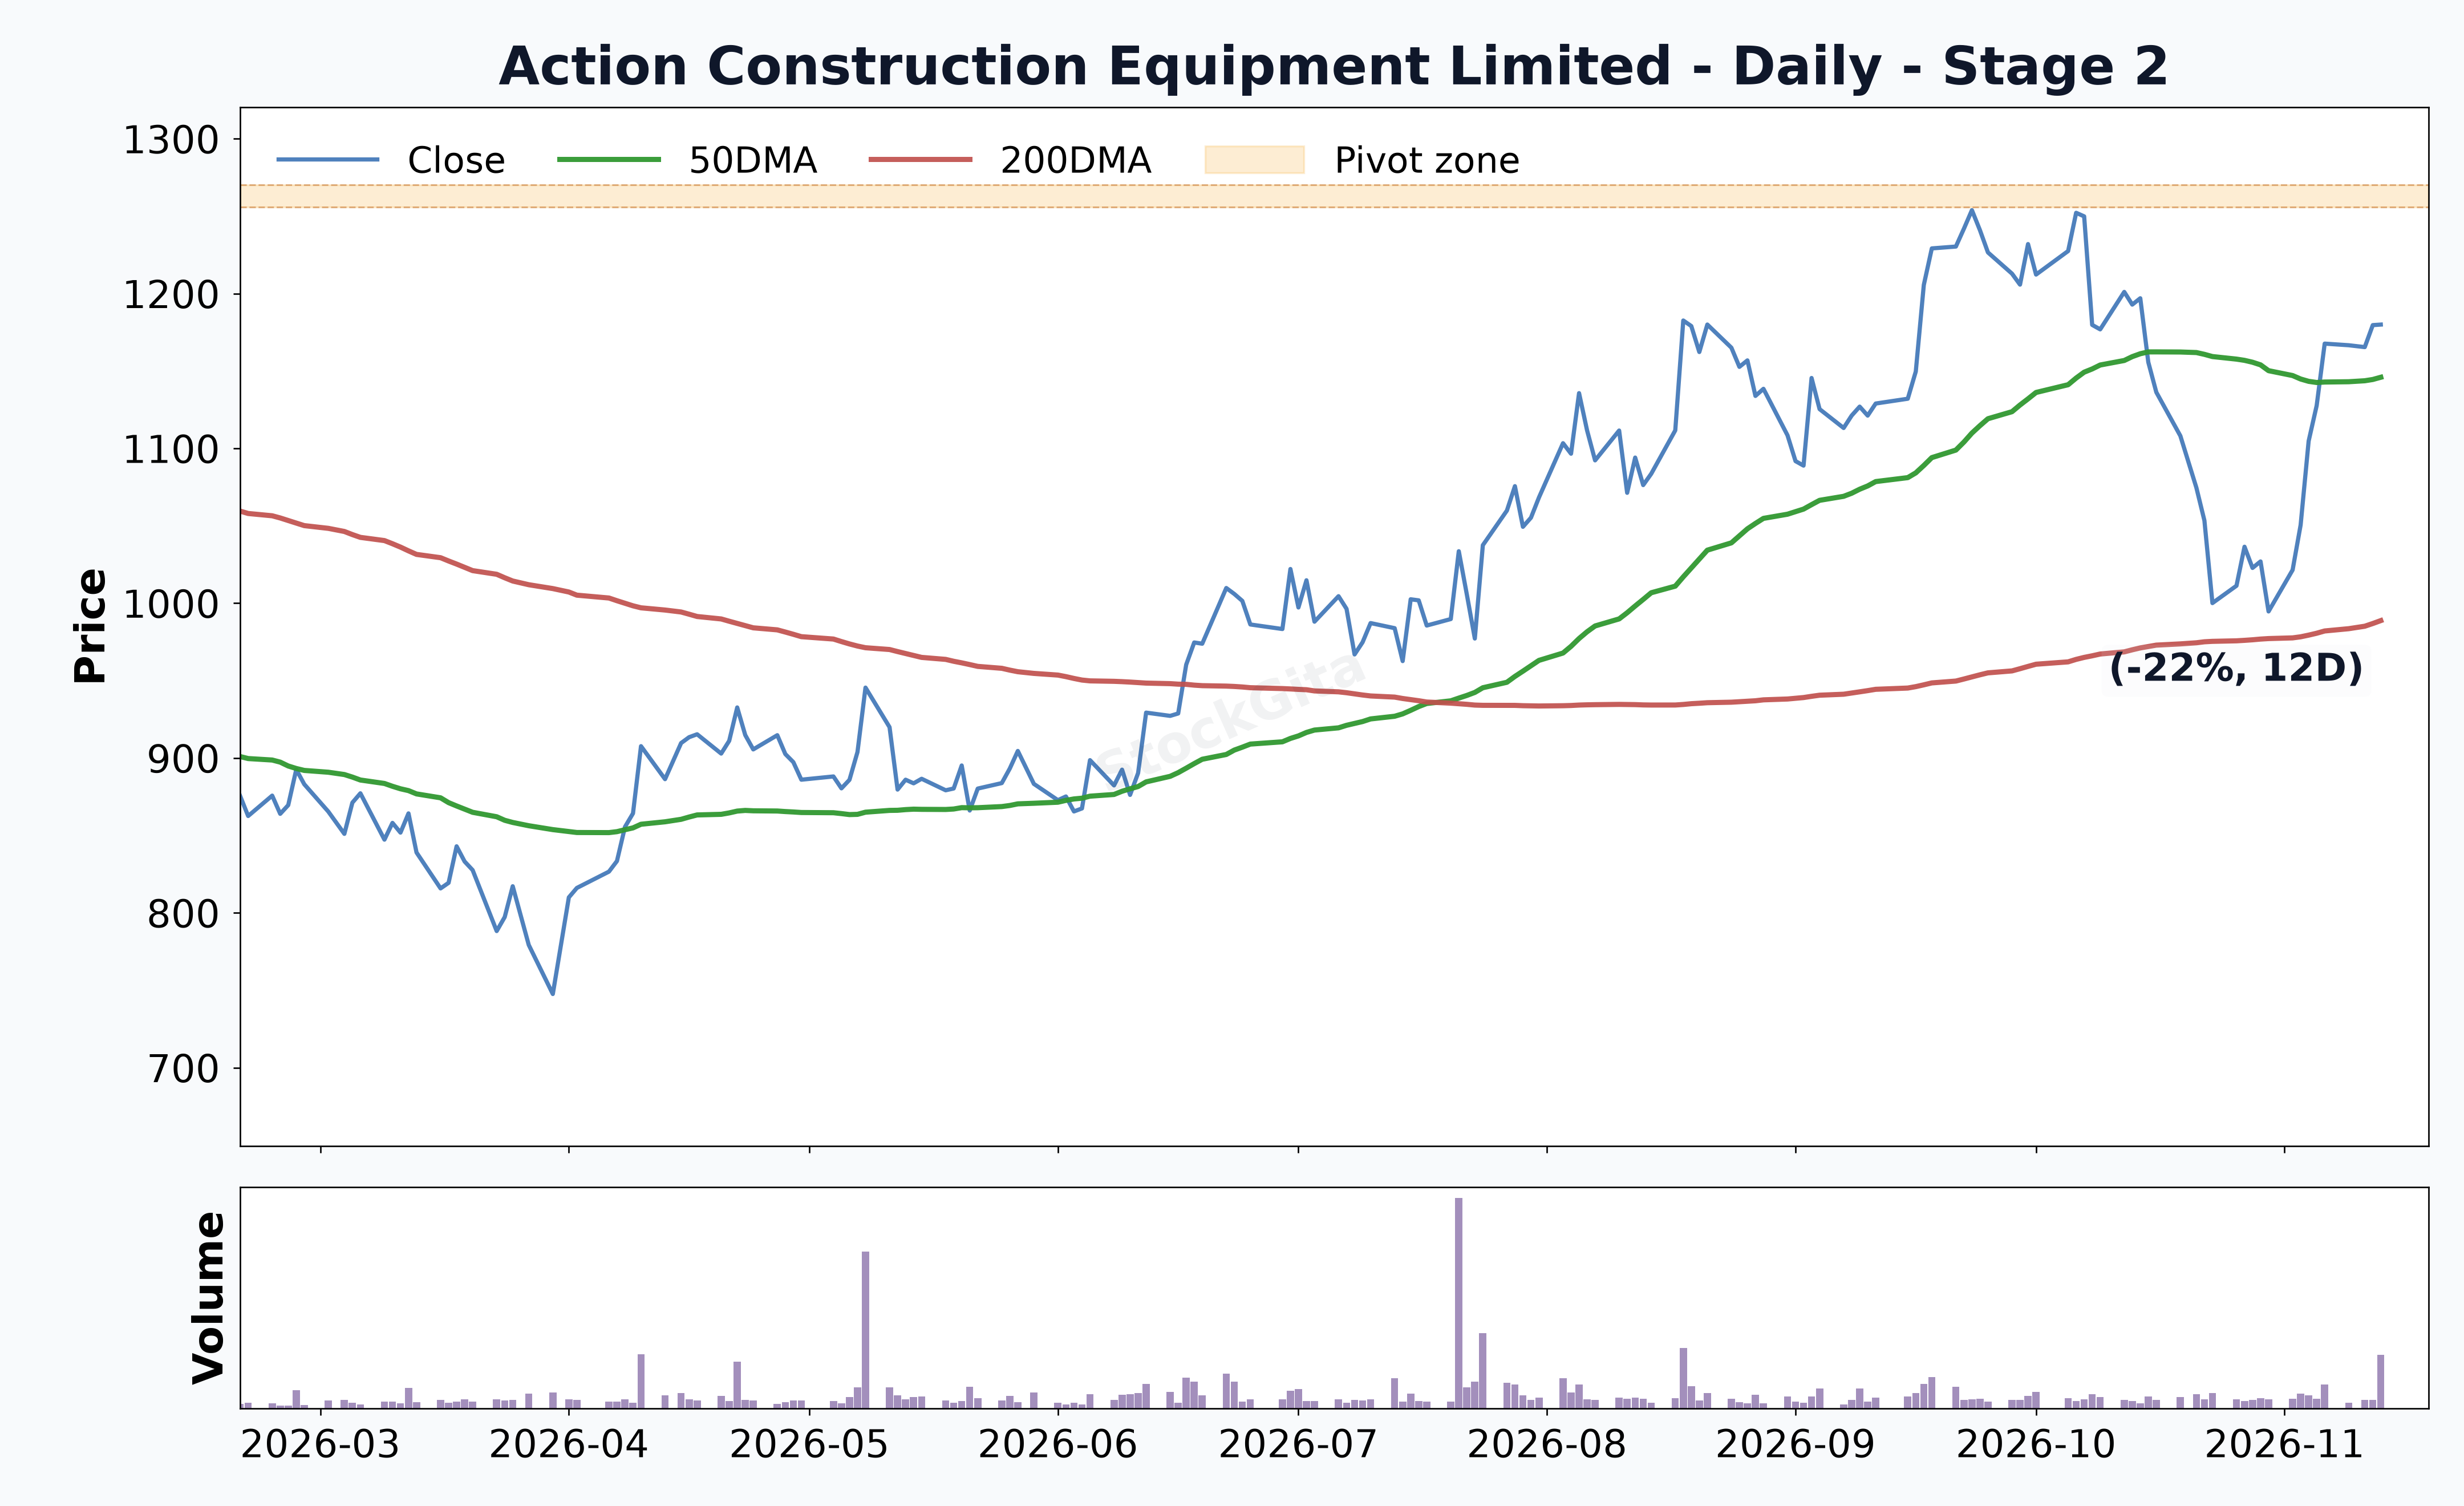 Action Construction Equipment Limited - Daily - Stage 2
Close 50DMA 200DMA Pivot zone
1300
1200
1100
1000
900
800
700
Price
StockGita
(-22%, 12D)
Volume
2026-03 2026-04 2026-05 2026-06 2026-07 2026-08 2026-09 2026-10 2026-11